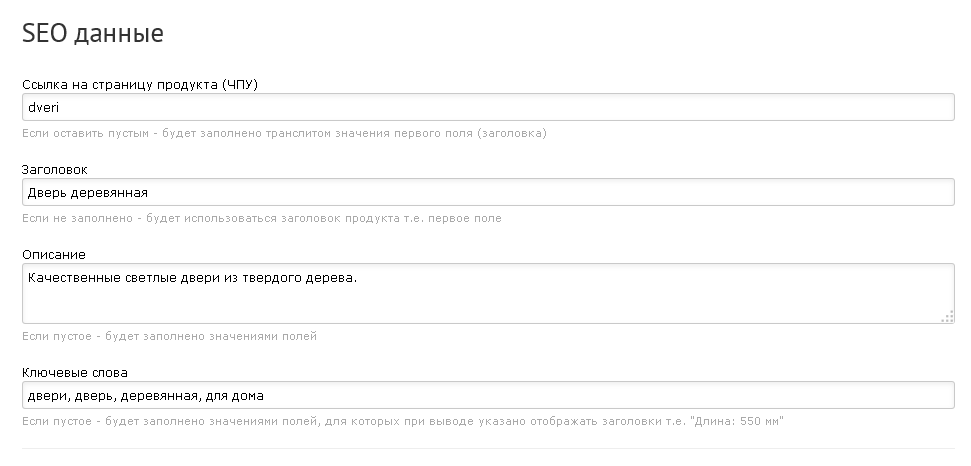 SEO данные
Ссылка на страницу продукта (ЧПУ)
dveri
Если оставить пустым - будет заполнено транслитом значения первого поля (заголовка)
Заголовок
Дверь деревянная
Если не заполнено - будет использоваться заголовок продукта т.е. первое поле
Описание
Качественные светлые двери из твердого дерева.
Если пустое - будет заполнено значениями полей
Ключевые слова
двери, дверь, деревянная, для дома
Если пустое - будет заполнено значениями полей, для которых при выводе указано отображать заголовки т.е. "Длина: 550 мм"